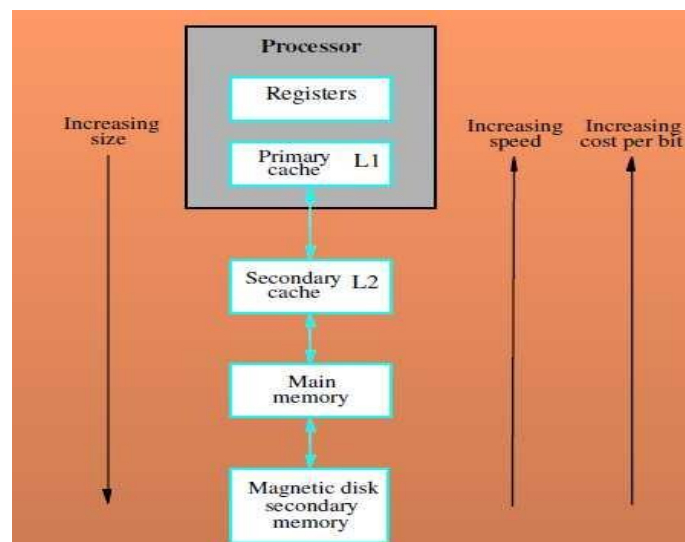 Processor
Registers
Increasing
size
Primary
cache L1
Increasing
speed
Increasing
cost per bit
Secondary
cache L2
Main
memory
Magnetic disk
secondary
memory